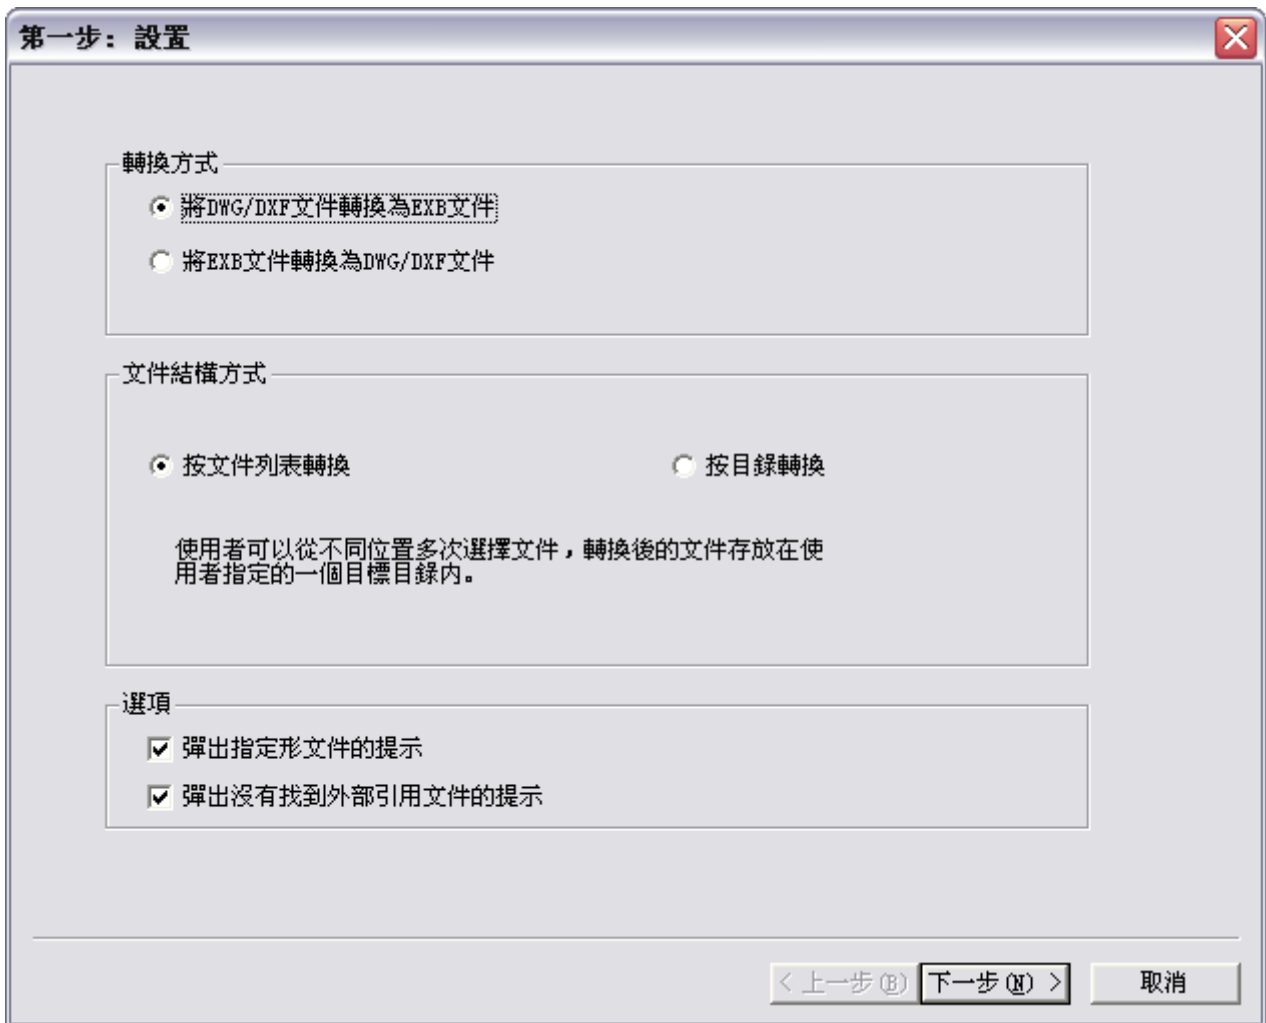 第一步: 設置
轉換方式
將DWG/DXF文件轉換為EXB文件
將EXB文件轉換為DWG/DXF文件
文件結構方式
按文件列表轉換
按目錄轉換
使用者可以從不同位置多次選擇文件，轉換後的文件存放在使
用者指定的一個目標目錄内。
選項
彈出指定形文件的提示
彈出沒有找到外部引用文件的提示
< 上一步(B) 下一步(N) > 取消